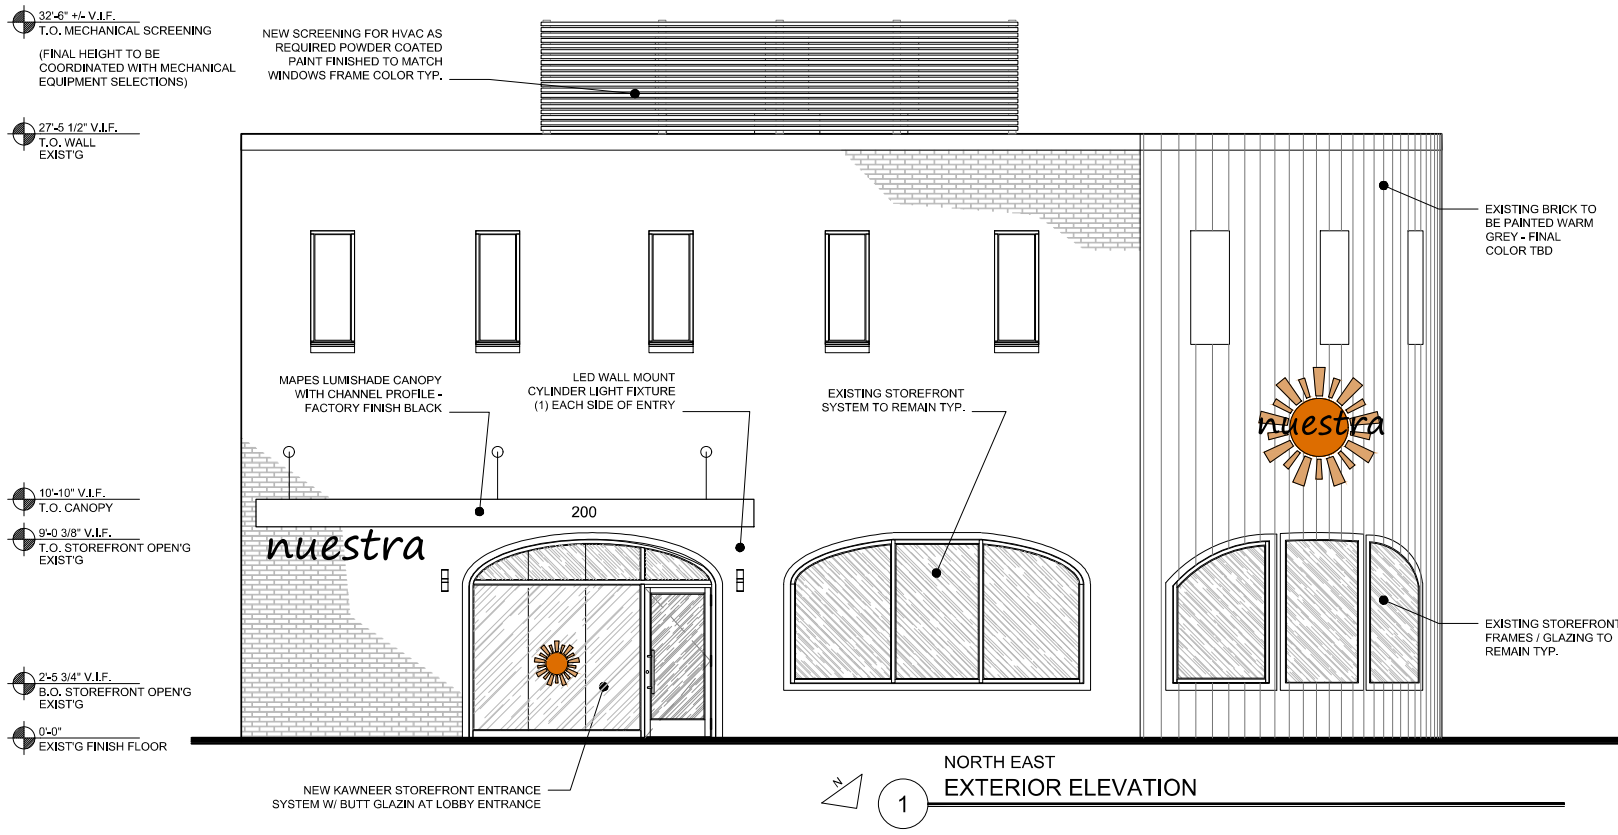 32'-6" +/- V.I.F.
T.O. MECHANICAL SCREENING
(FINAL HEIGHT TO BE
COORDINATED WITH MECHANICAL
EQUIPMENT SELECTIONS)
NEW SCREENING FOR HVAC AS
REQUIRED POWDER COATED
PAINT FINISHED TO MATCH
WINDOWS FRAME COLOR TYP.
27'-5 1/2" V.I.F.
T.O. WALL
EXIST'G
EXISTING BRICK TO
BE PAINTED WARM
GREY - FINAL
COLOR TBD
MAPES LUMISHADE CANOPY
WITH CHANNEL PROFILE -
FACTORY FINISH BLACK
LED WALL MOUNT
CYLINDER LIGHT FIXTURE
(1) EACH SIDE OF ENTRY
EXISTING STOREFRONT
SYSTEM TO REMAIN TYP.
nuestra
10'-10" V.I.F.
T.O. CANOPY
200
9'-0 3/8" V.I.F.
T.O. STOREFRONT OPEN'G
EXIST'G
nuestra
EXISTING STOREFRONT
FRAMES / GLAZING TO
REMAIN TYP.
2'-5 3/4" V.I.F.
B.O. STOREFRONT OPEN'G
EXIST'G
0'-0"
EXIST'G FINISH FLOOR
NEW KAWNEER STOREFRONT ENTRANCE
SYSTEM W/ BUTT GLAZIN AT LOBBY ENTRANCE
N
1
NORTH EAST
EXTERIOR ELEVATION